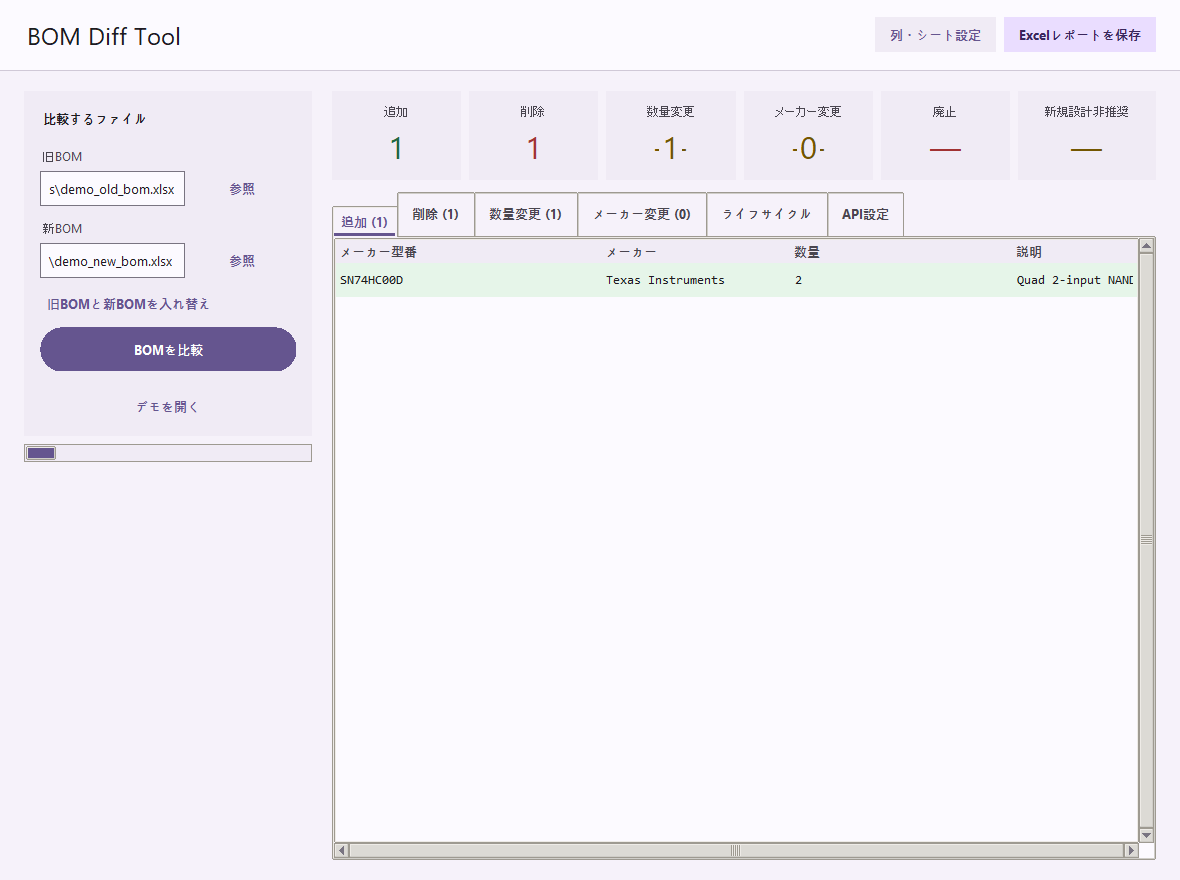 BOM Diff Tool
列・シート設定
Excelレポートを保存
比較するファイル
旧BOM
s\demo_old_bom.xlsx
参照
新BOM
\demo_new_bom.xlsx
参照
旧BOMと新BOMを入れ替え
BOMを比較
デモを開く
追加
1
削除
1
数量変更
-1-
メーカー変更
-0-
廃止
—
新規設計非推奨
—
追加 (1)
削除 (1)
数量変更 (1)
メーカー変更 (0)
ライフサイクル
API設定
メーカー型番 メーカー 数量 説明
SN74HC00D Texas Instruments 2 Quad 2-input NAND